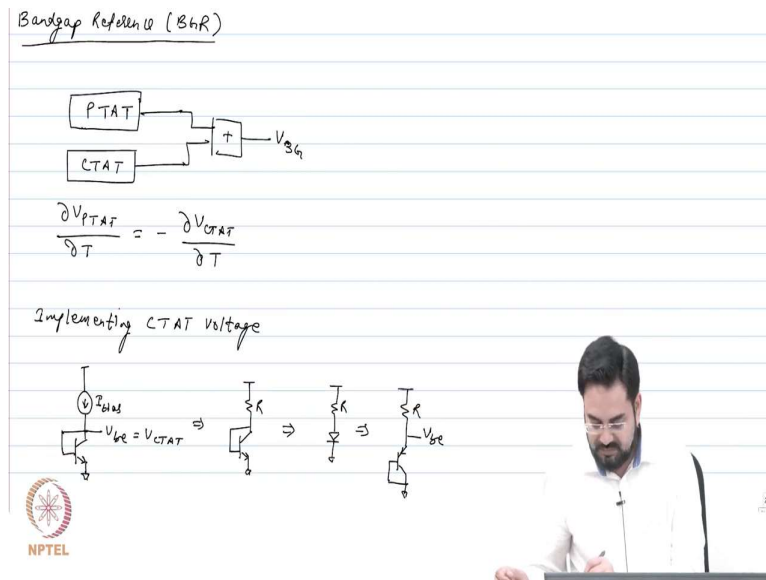 Bandgap Reference (BGR)
PTAT
CTAT
+
V_BG
∂V_PTAT / ∂T = - ∂V_CTAT / ∂T
Implementing CTAT Voltage
I_bias
V_be = V_CTAT ⇒ R ⇒ R ⇒ R
V_be
NPTEL